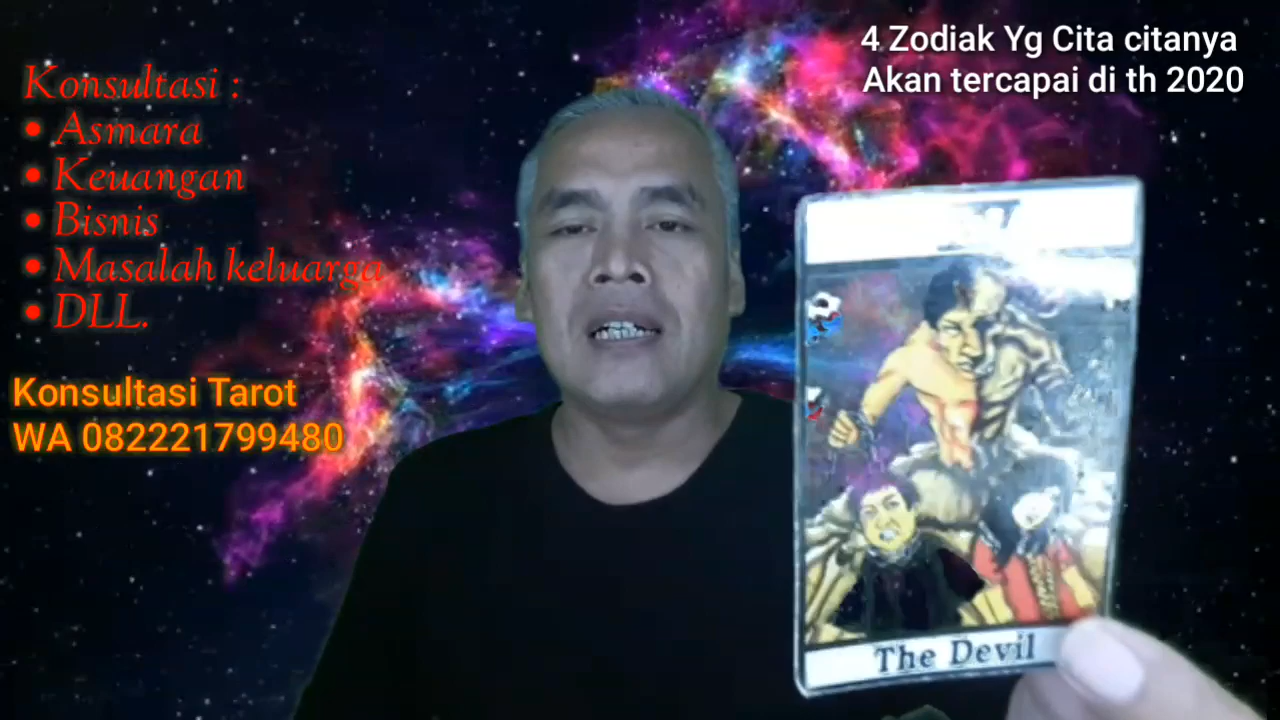 4 Zodiak Yg Cita citanya
Akan tercapai di th 2020
Konsultasi :
• Asmara
• Keuangan
• Bisnis
• Masalah keluarga
• DLL.
Konsultasi Tarot
WA 082221799480
The Devil